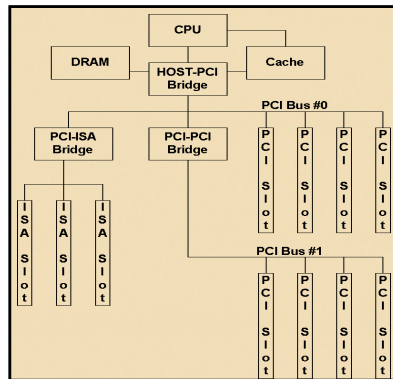 CPU
DRAM
Cache
HOST-PCI
Bridge
PCI Bus #0
PCI-ISA
Bridge
PCI-PCI
Bridge
PCI Slot
PCI Slot
PCI Slot
PCI Slot
ISA Slot
ISA Slot
ISA Slot
PCI Bus #1
PCI Slot
PCI Slot
PCI Slot
PCI Slot